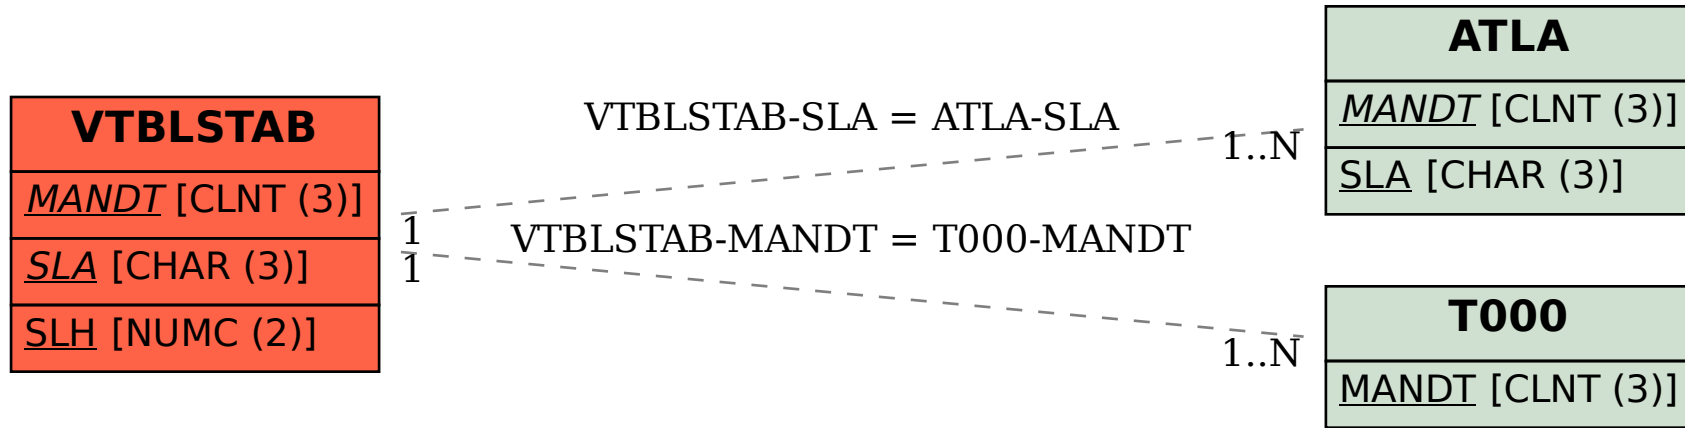 VTBLSTAB
MANDT [CLNT (3)]
SLA [CHAR (3)]
SLH [NUMC (2)]
VTBLSTAB-SLA = ATLA-SLA
1..N
1
VTBLSTAB-MANDT = T000-MANDT
1
1..N
ATLA
MANDT [CLNT (3)]
SLA [CHAR (3)]
T000
MANDT [CLNT (3)]